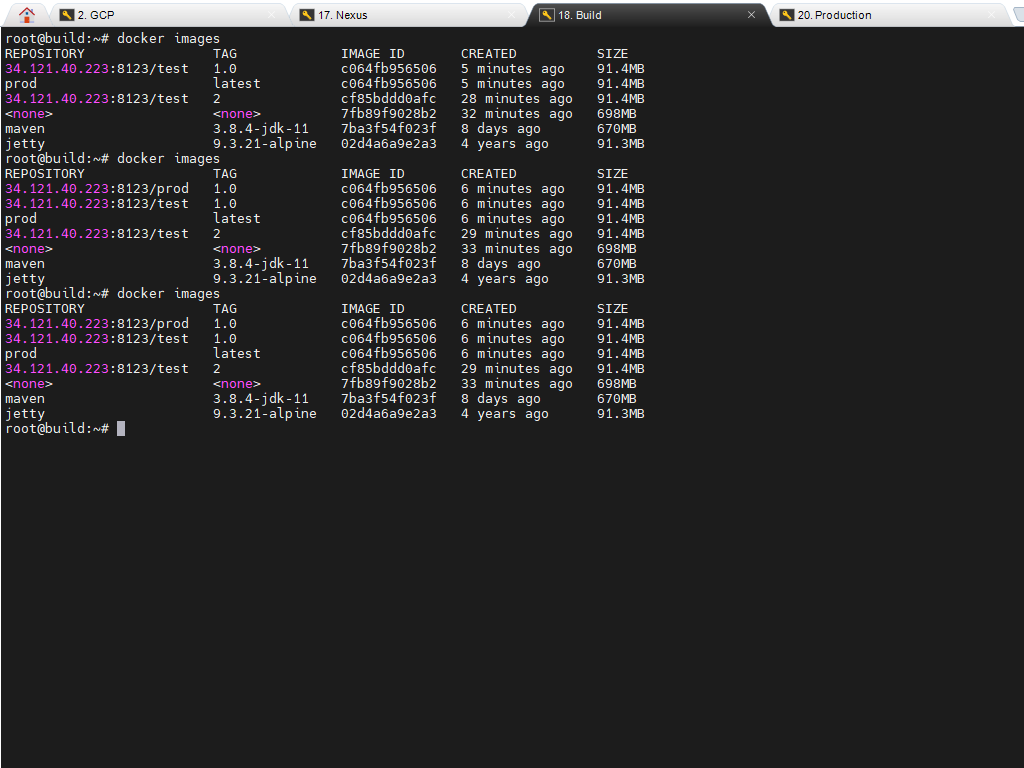 2. GCP
17. Nexus
18. Build
20. Production
root@build:~# docker images
REPOSITORY TAG IMAGE ID CREATED SIZE
34.121.40.223:8123/test 1.0 c064fb956506 5 minutes ago 91.4MB
prod latest c064fb956506 5 minutes ago 91.4MB
34.121.40.223:8123/test 2 cf85bddd0afc 28 minutes ago 91.4MB
<none> <none> 7fb89f9028b2 32 minutes ago 698MB
maven 3.8.4-jdk-11 7ba3f54f023f 8 days ago 670MB
jetty 9.3.21-alpine 02d4a6a9e2a3 4 years ago 91.3MB
root@build:~# docker images
REPOSITORY TAG IMAGE ID CREATED SIZE
34.121.40.223:8123/prod 1.0 c064fb956506 6 minutes ago 91.4MB
34.121.40.223:8123/test 1.0 c064fb956506 6 minutes ago 91.4MB
prod latest c064fb956506 6 minutes ago 91.4MB
34.121.40.223:8123/test 2 cf85bddd0afc 29 minutes ago 91.4MB
<none> <none> 7fb89f9028b2 33 minutes ago 698MB
maven 3.8.4-jdk-11 7ba3f54f023f 8 days ago 670MB
jetty 9.3.21-alpine 02d4a6a9e2a3 4 years ago 91.3MB
root@build:~# docker images
REPOSITORY TAG IMAGE ID CREATED SIZE
34.121.40.223:8123/prod 1.0 c064fb956506 6 minutes ago 91.4MB
34.121.40.223:8123/test 1.0 c064fb956506 6 minutes ago 91.4MB
prod latest c064fb956506 6 minutes ago 91.4MB
34.121.40.223:8123/test 2 cf85bddd0afc 29 minutes ago 91.4MB
<none> <none> 7fb89f9028b2 33 minutes ago 698MB
maven 3.8.4-jdk-11 7ba3f54f023f 8 days ago 670MB
jetty 9.3.21-alpine 02d4a6a9e2a3 4 years ago 91.3MB
root@build:~#